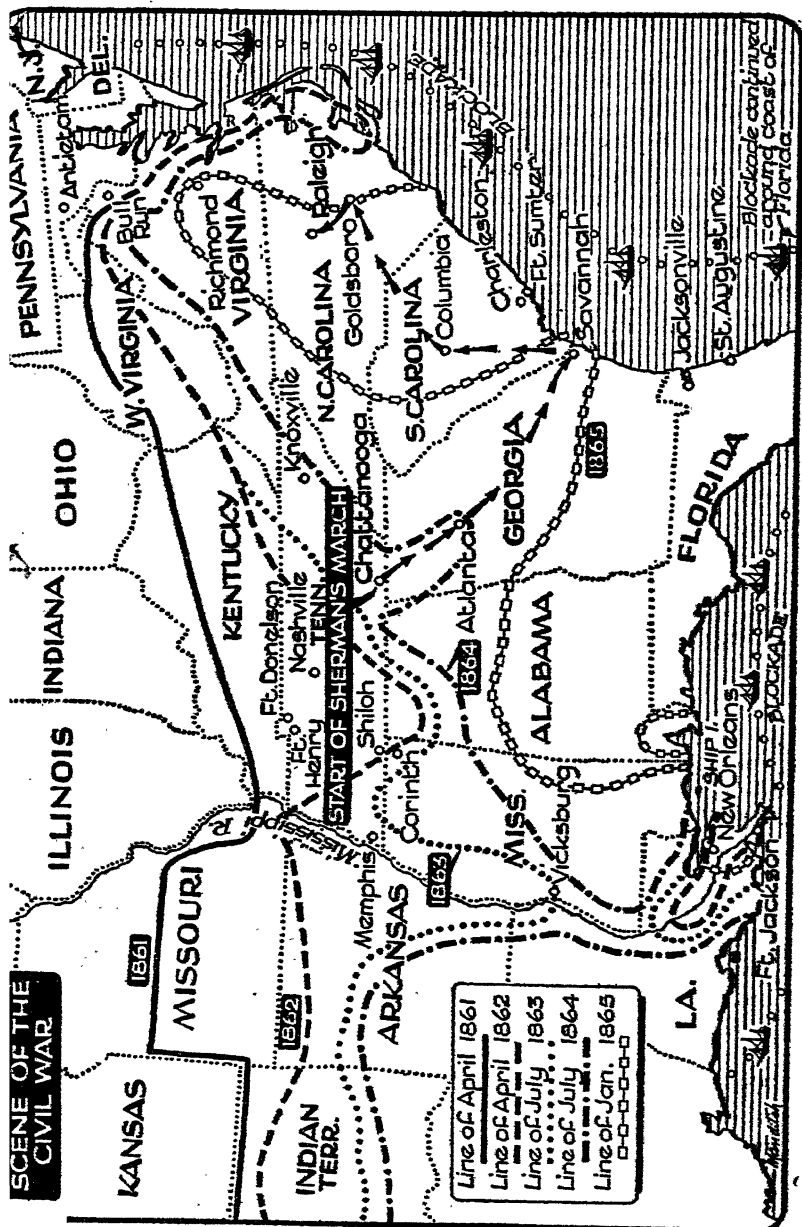 SCENE OF THE
CIVIL WAR
KANSAS
MISSOURI
ILLINOIS
INDIANA
OHIO
PENNSYLVANIA
N.J.
DEL.
Antietam
Bull
Run
W. VIRGINIA
1861
Mississippi R.
KENTUCKY
Richmond
VIRGINIA
1862
INDIAN
TERR.
Ft.
Henry
Ft. Donelson
Nashville
TENN.
Knoxville
N. CAROLINA
Raleigh
Goldsboro
START OF SHERMANS MARCH
Chattanooga
Memphis
Shiloh
Corinth
ARKANSAS
1863
1864
Atlanta
S. CAROLINA
Columbia
Charleston
Ft. Sumter
BLOCKADE
MISS.
Vicksburg
ALABAMA
GEORGIA
Savannah
1865
Line of April 1861
Line of April 1862
Line of July 1863
Line of July 1864
Line of Jan. 1865
LA.
SHIP I.
New Orleans
Ft. Jackson
BLOCKADE
FLORIDA
Jacksonville
St. Augustine
Blockade continued
around coast of
Florida